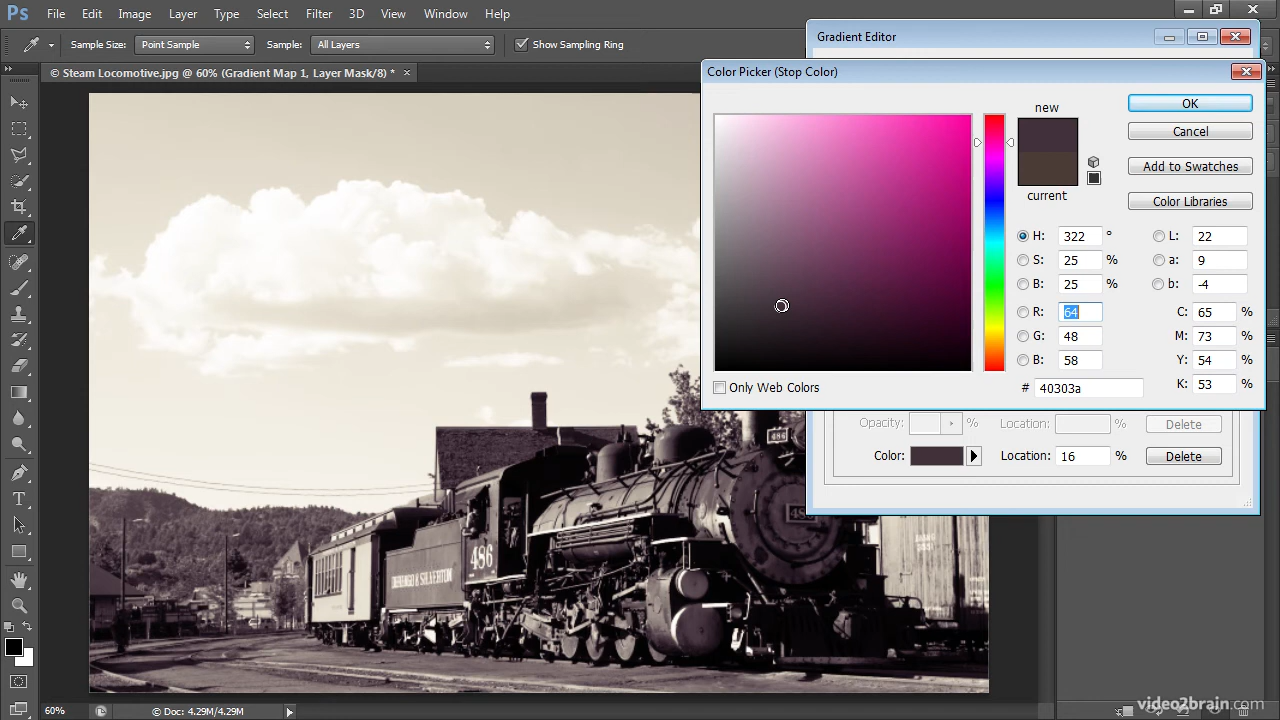 Ps File Edit Image Layer Type Select Filter 3D View Window Help
Sample Size: Point Sample Sample: All Layers Show Sampling Ring
Gradient Editor
© Steam Locomotive.jpg @ 60% (Gradient Map 1, Layer Mask/8) *
Color Picker (Stop Color)
new
current
OK
Cancel
Add to Swatches
Color Libraries
H: 322 °
S: 25 %
B: 25 %
R: 64
G: 48
B: 58
# 40303a
L: 22
a: 9
b: -4
C: 65 %
M: 73 %
Y: 54 %
K: 53 %
Only Web Colors
Opacity: % Location: % Delete
Color: Location: 16 % Delete
486
486
486
DURANGO & SILVERTON
60% © Doc: 4.29M/4.29M
video2brain.com